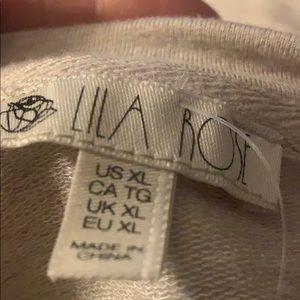 LILA ROSE
US XL
CA TG
UK XL
EU XL
MADE IN
CHINA